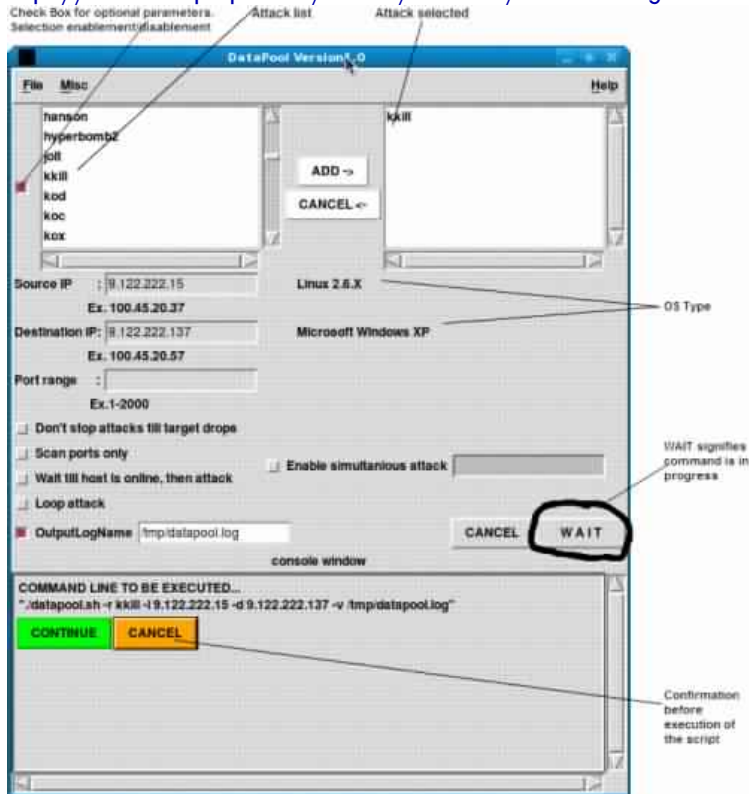 Check Box for optional parameters.
Selection enablement/disablement
Attack list
Attack selected
DataPool Version1.0
File Misc Help
hanson
hyperbomb2
jolt
kkill
kod
koc
kox
kkill
ADD ->
CANCEL <-
Source IP : 9.122.222.15 Linux 2.6.X
Ex. 100.45.20.37
OS Type
Destination IP: 9.122.222.137 Microsoft Windows XP
Ex. 100.45.20.57
Port range :
Ex.1-2000
Don't stop attacks till target drops
Scan ports only
Enable simultanious attack
Wait till host is online, then attack
Loop attack
WAIT signifies
command is in
progress
OutputLogName /tmp/datapool.log CANCEL WAIT
console window
COMMAND LINE TO BE EXECUTED...
"./datapool.sh -r kkill -l 9.122.222.15 -d 9.122.222.137 -v /tmp/datapool.log"
CONTINUE CANCEL
Confirmation
before
execution of
the script